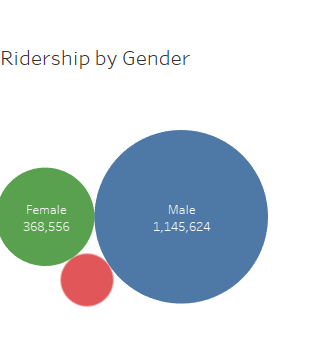 Ridership by Gender
Female
368,556
Male
1,145,624